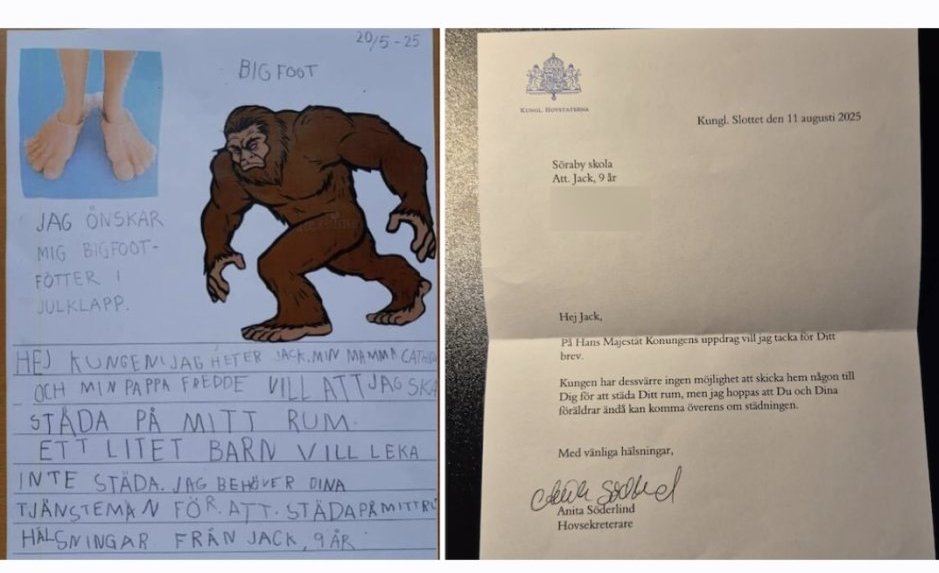 20/5-25
BIGFOOT
JAG ÖNSKAR
MIG BIGFOOT-
FÖTTER I
JULKLAPP.
HEJ KUNGEN! JAG HETER JACK. MIN MAMMA
OCH MIN PAPPA FREDDE VILL ATT JAG SKA
STÄDA PÅ MITT RUM.
ETT LITET BARN VILL LEKA
INTE STÄDA. JAG BEHÖVER DINA
TJÄNSTEMAN FÖR. ATT. STÄDA PÅ MITT
HÄLSNINGAR FRÅN JACK, 9 ÅR
KUNGL. HOVSTATERNA
Kungl. Slottet den 11 augusti 2025
Söraby skola
Att. Jack, 9 år
Hej Jack,
På Hans Majestät Konungens uppdrag vill jag tacka för Ditt
brev.
Kungen har dessvärre ingen möjlighet att skicka hem någon till
Dig för att städa Ditt rum, men jag hoppas att Du och Dina
föräldrar ändå kan komma överens om städningen.
Med vänliga hälsningar,
Anita Söderlind
Hovsekreterare